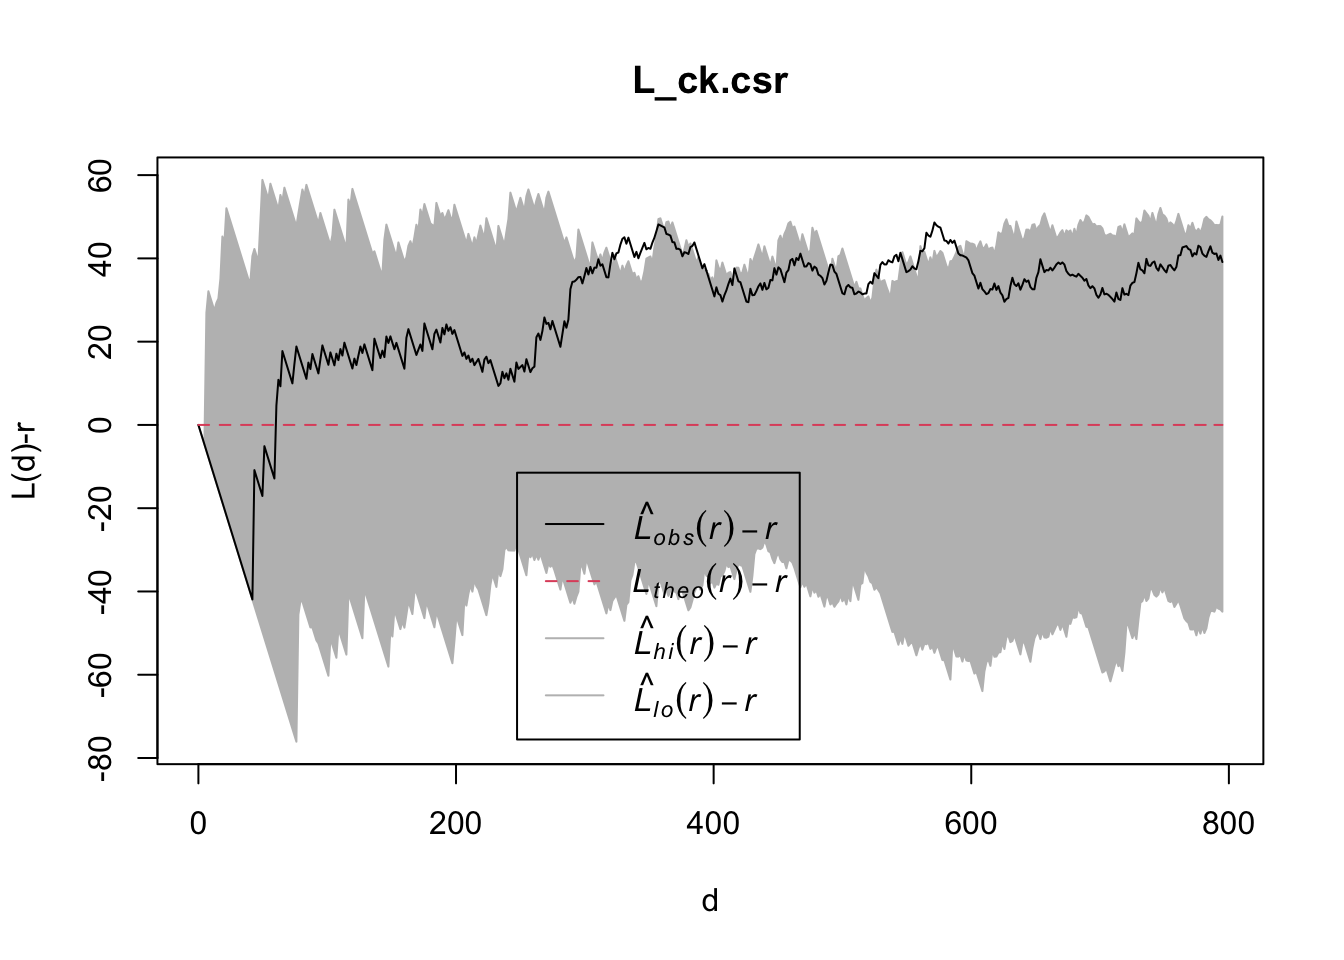 L_ck.csr
60
40
20
0
-20
-40
-60
-80
L(d)-r
L̂obs(r) − r
Ltheo(r) − r
L̂hi(r) − r
L̂lo(r) − r
0 200 400 600 800
d